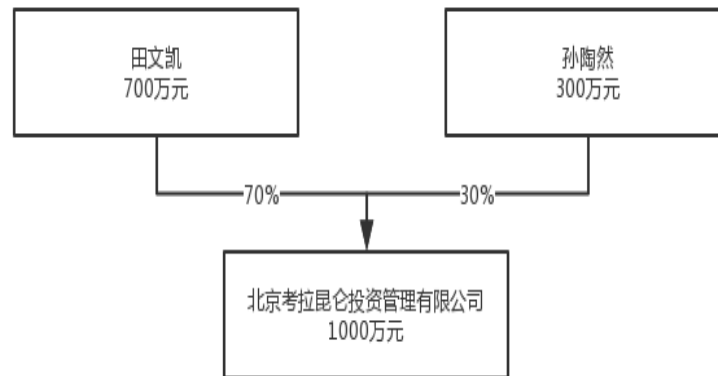 田文凯
700万元
孙陶然
300万元
70%
30%
北京考拉昆仑投资管理有限公司
1000万元